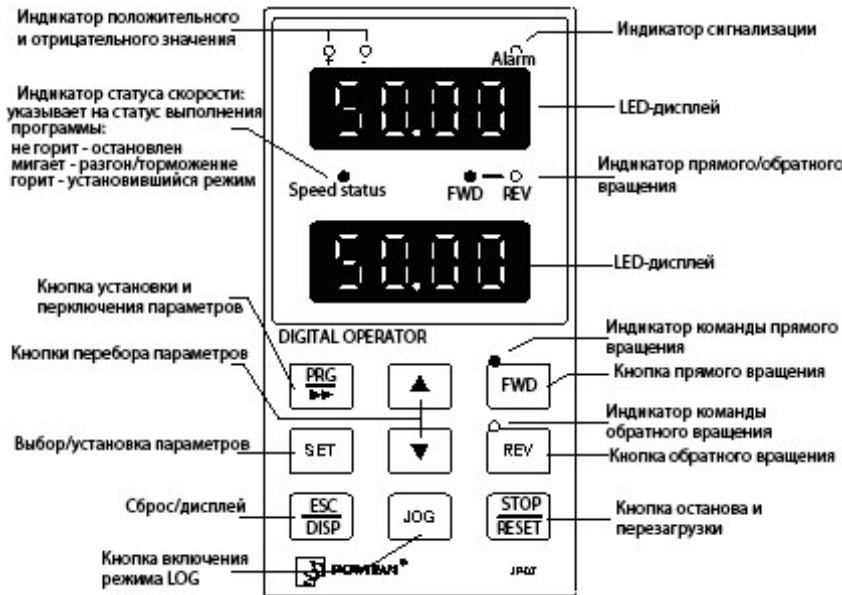 Индикатор положительного
и отрицательного значения
Индикатор сигнализации
Alarm
50.00
LED-дисплей
Индикатор статуса скорости:
указывает на статус выполнения
программы:
не горит - остановлен
мигает - разгон/торможение
горит - установившийся режим
Speed status
FWD
REV
Индикатор прямого/обратного
вращения
50.00
LED-дисплей
Кнопка установки и
перключения параметров
DIGITAL OPERATOR
Индикатор команды прямого
вращения
Кнопки перебора параметров
PRG
FWD
Кнопка прямого вращения
Индикатор команды
обратного вращения
Выбор/установка параметров
SET
REV
Кнопка обратного вращения
Сброс/дисплей
ESC
DISP
JOG
STOP
RESET
Кнопка останова и
перезагрузки
Кнопка включения
режима LOG
POWTRAN®